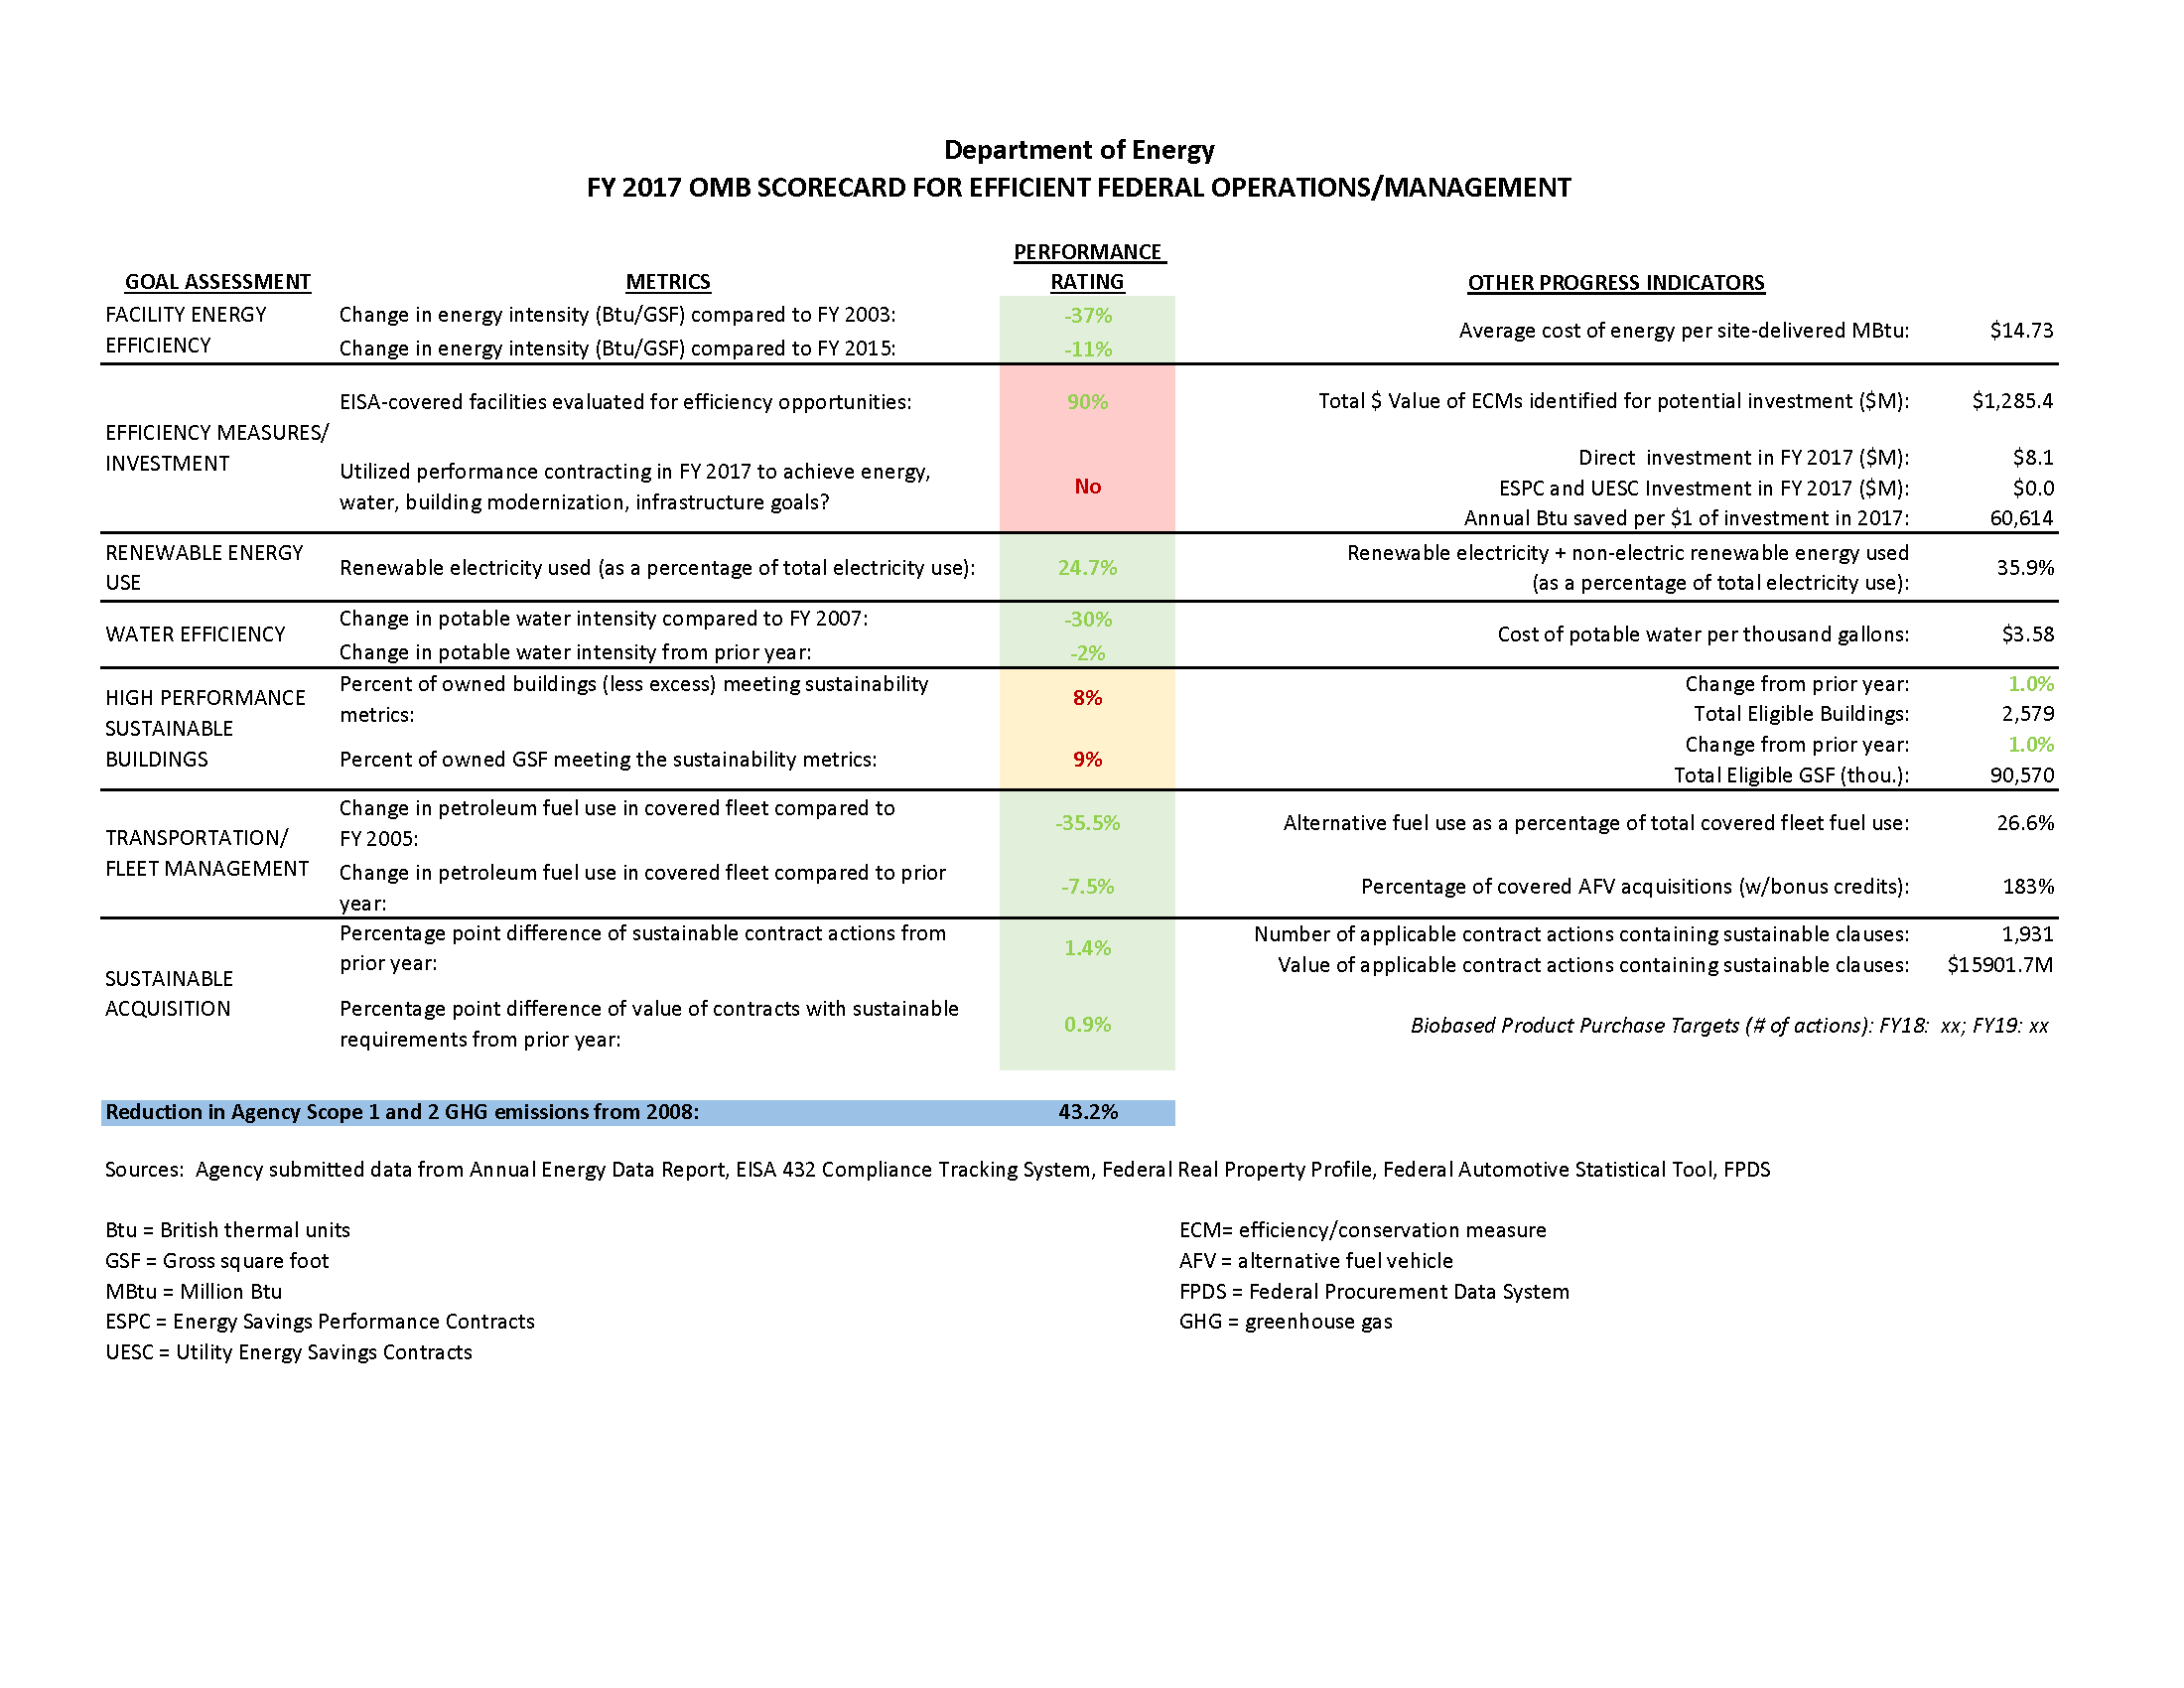 Department of Energy
FY 2017 OMB SCORECARD FOR EFFICIENT FEDERAL OPERATIONS/MANAGEMENT
GOAL ASSESSMENT
METRICS
PERFORMANCE
RATING
OTHER PROGRESS INDICATORS
FACILITY ENERGY
EFFICIENCY
Change in energy intensity (Btu/GSF) compared to FY 2003:
-37%
Change in energy intensity (Btu/GSF) compared to FY 2015:
-11%
Average cost of energy per site-delivered MBtu:
$14.73
EFFICIENCY MEASURES/
INVESTMENT
EISA-covered facilities evaluated for efficiency opportunities:
90%
Total $ Value of ECMs identified for potential investment ($M):
$1,285.4
Utilized performance contracting in FY 2017 to achieve energy,
water, building modernization, infrastructure goals?
No
Direct  investment in FY 2017 ($M):
$8.1
ESPC and UESC Investment in FY 2017 ($M):
$0.0
Annual Btu saved per $1 of investment in 2017:
60,614
RENEWABLE ENERGY
USE
Renewable electricity used (as a percentage of total electricity use):
24.7%
Renewable electricity + non-electric renewable energy used
(as a percentage of total electricity use):
35.9%
WATER EFFICIENCY
Change in potable water intensity compared to FY 2007:
-30%
Change in potable water intensity from prior year:
-2%
Cost of potable water per thousand gallons:
$3.58
HIGH PERFORMANCE
SUSTAINABLE
BUILDINGS
Percent of owned buildings (less excess) meeting sustainability
metrics:
8%
Change from prior year:
1.0%
Total Eligible Buildings:
2,579
Percent of owned GSF meeting the sustainability metrics:
9%
Change from prior year:
1.0%
Total Eligible GSF (thou.):
90,570
TRANSPORTATION/
FLEET MANAGEMENT
Change in petroleum fuel use in covered fleet compared to
FY 2005:
-35.5%
Alternative fuel use as a percentage of total covered fleet fuel use:
26.6%
Change in petroleum fuel use in covered fleet compared to prior
year:
-7.5%
Percentage of covered AFV acquisitions (w/bonus credits):
183%
SUSTAINABLE
ACQUISITION
Percentage point difference of sustainable contract actions from
prior year:
1.4%
Number of applicable contract actions containing sustainable clauses:
1,931
Value of applicable contract actions containing sustainable clauses:
$15901.7M
Percentage point difference of value of contracts with sustainable
requirements from prior year:
0.9%
Biobased Product Purchase Targets (# of actions): FY18:  xx; FY19: xx
Reduction in Agency Scope 1 and 2 GHG emissions from 2008:
43.2%
Sources:  Agency submitted data from Annual Energy Data Report, EISA 432 Compliance Tracking System, Federal Real Property Profile, Federal Automotive Statistical Tool, FPDS
Btu = British thermal units
GSF = Gross square foot
MBtu = Million Btu
ESPC = Energy Savings Performance Contracts
UESC = Utility Energy Savings Contracts
ECM= efficiency/conservation measure
AFV = alternative fuel vehicle
FPDS = Federal Procurement Data System
GHG = greenhouse gas